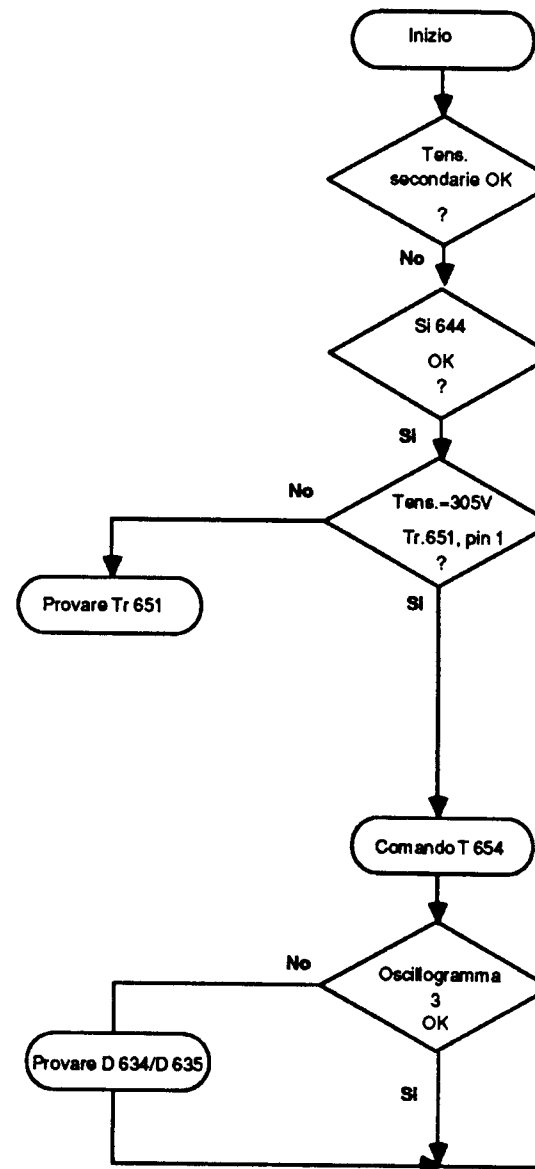 Inizio
Tens.
secondarie OK
?
No
Si 644
OK
?
Si
No
Tens.=305V
Tr.651, pin 1
?
Provare Tr 651
Si
Comando T 654
No
Oscillogramma
3
OK
Provare D 634/D 635
Si